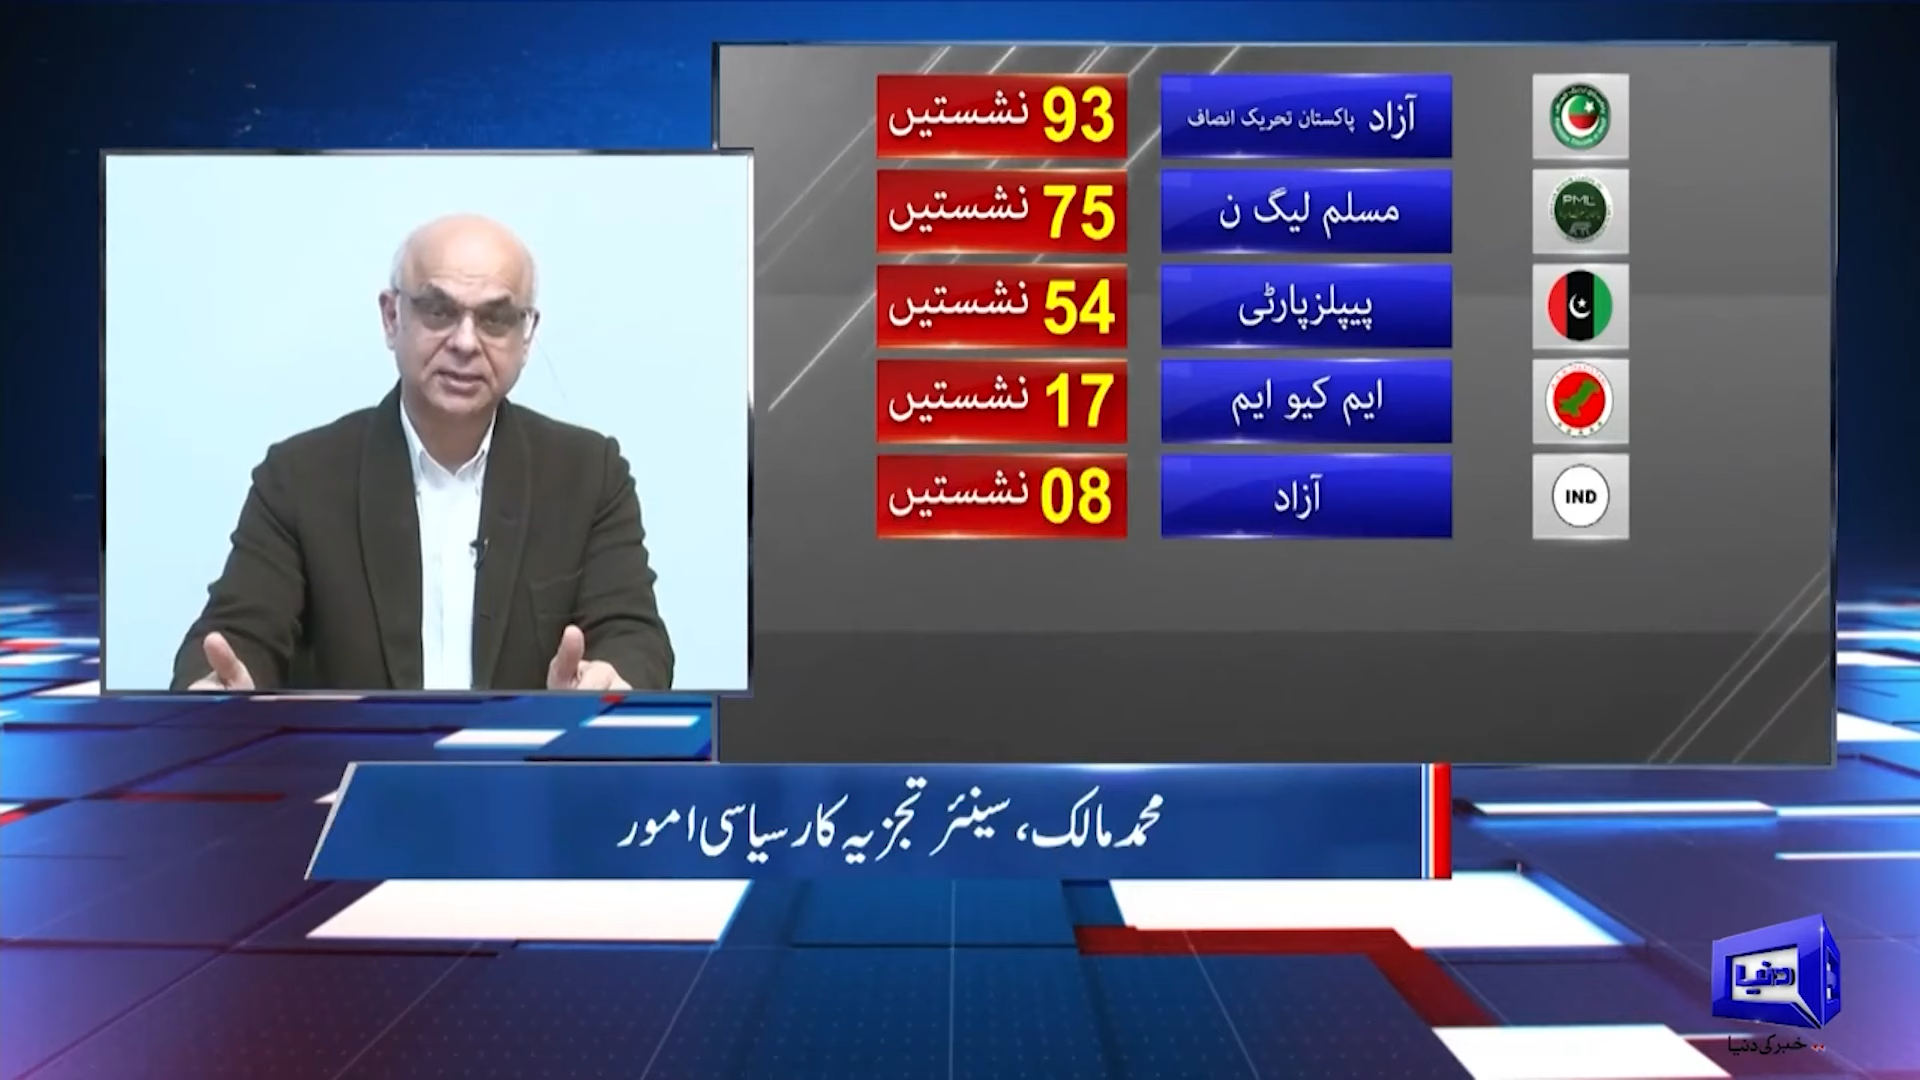 آزاد پاکستان تحریک انصاف 93 نشستیں
مسلم لیگ ن 75 نشستیں
PML
پیپلزپارٹی 54 نشستیں
ایم کیو ایم 17 نشستیں
IND آزاد 08 نشستیں
محمد مالک، سینئر تجزیہ کار سیاسی امور
دنیا
خبر کی دنیا